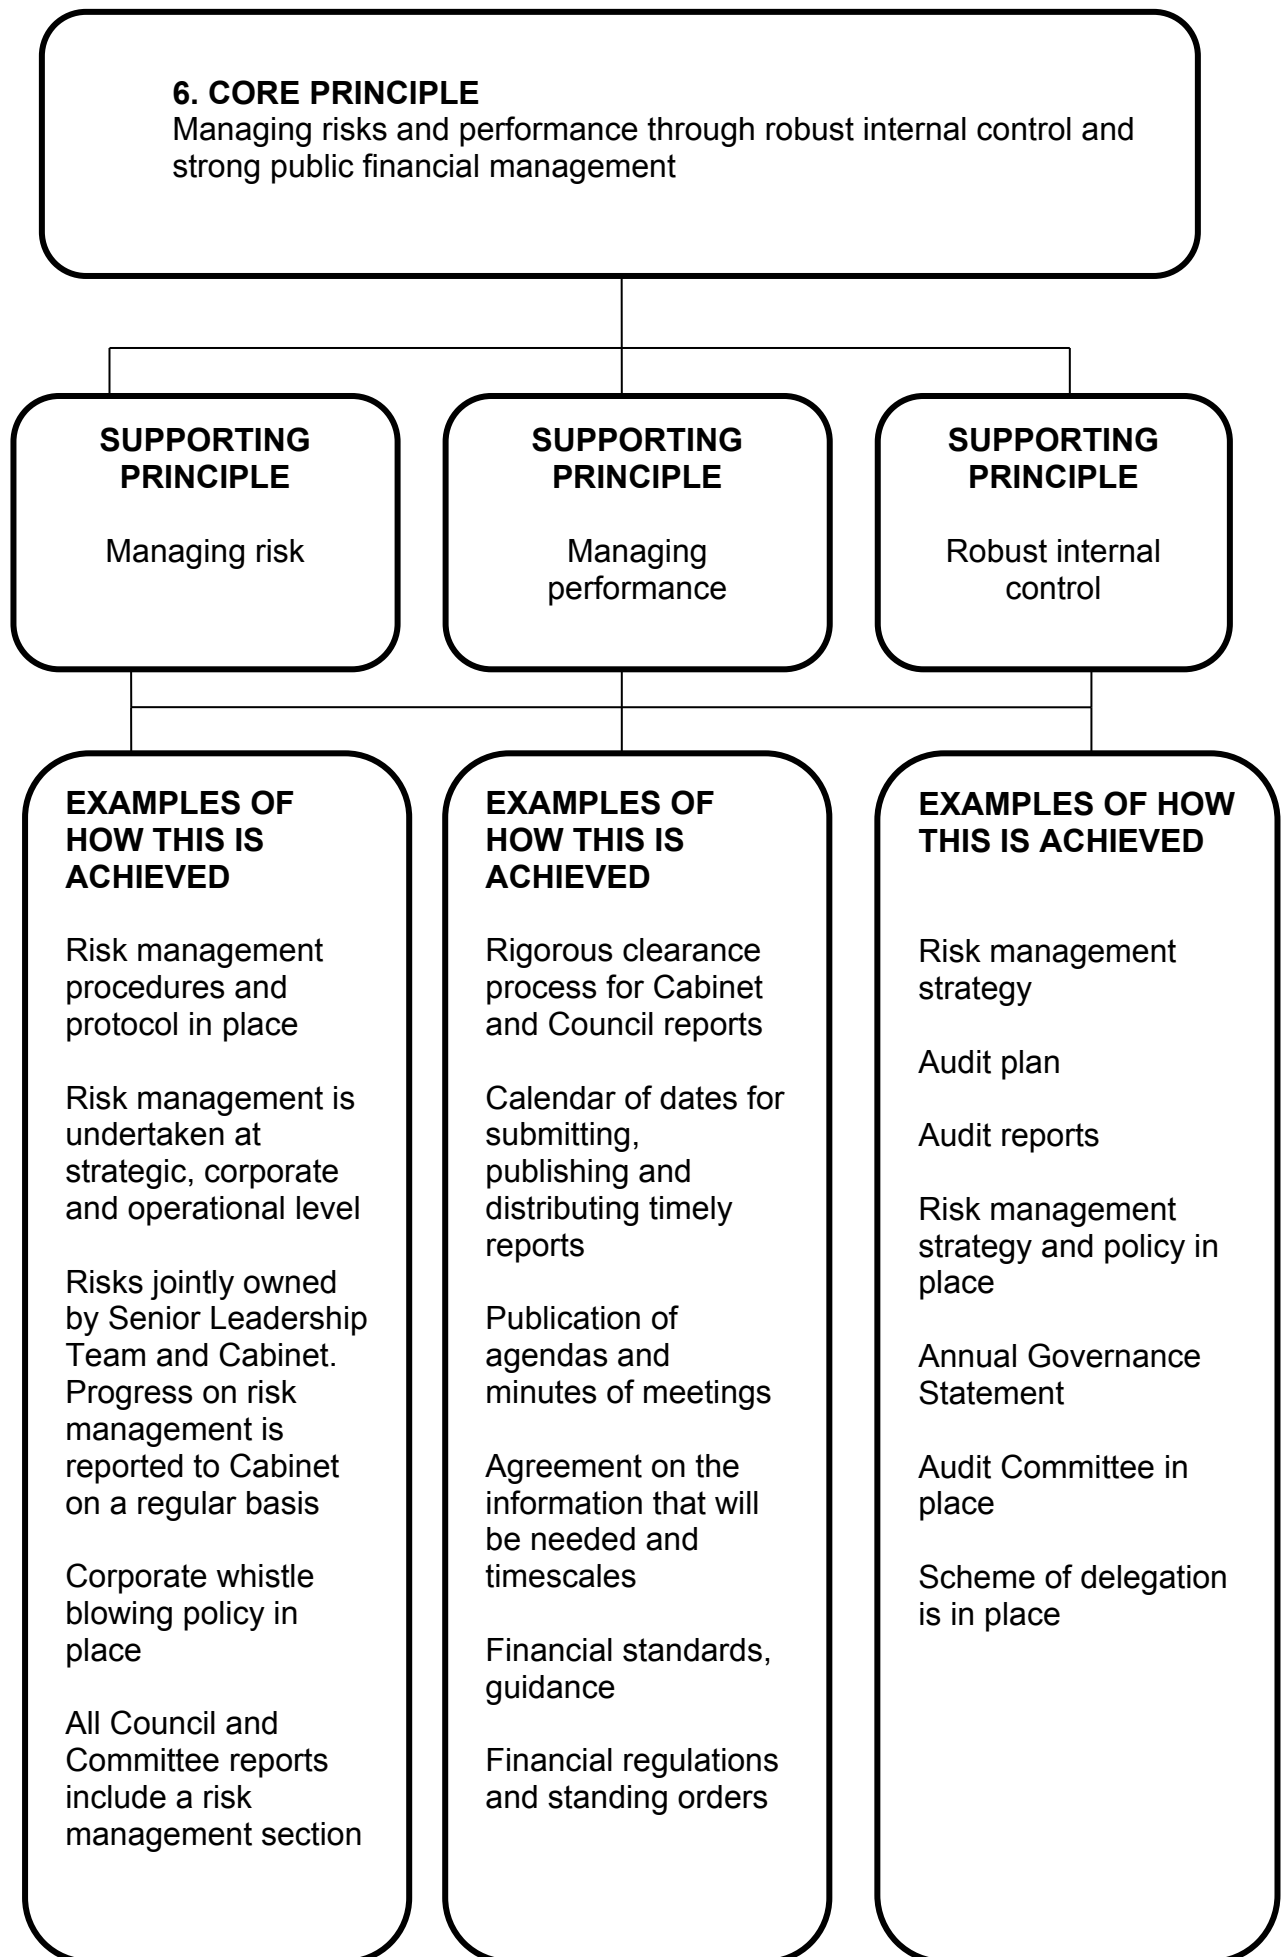 6. CORE PRINCIPLE
Managing risks and performance through robust internal control and
strong public financial management
SUPPORTING
PRINCIPLE
Managing risk
SUPPORTING
PRINCIPLE
Managing
performance
SUPPORTING
PRINCIPLE
Robust internal
control
EXAMPLES OF
HOW THIS IS
ACHIEVED
Risk management
procedures and
protocol in place
Risk management is
undertaken at
strategic, corporate
and operational level
Risks jointly owned
by Senior Leadership
Team and Cabinet.
Progress on risk
management is
reported to Cabinet
on a regular basis
Corporate whistle
blowing policy in
place
All Council and
Committee reports
include a risk
management section
EXAMPLES OF
HOW THIS IS
ACHIEVED
Rigorous clearance
process for Cabinet
and Council reports
Calendar of dates for
submitting,
publishing and
distributing timely
reports
Publication of
agendas and
minutes of meetings
Agreement on the
information that will
be needed and
timescales
Financial standards,
guidance
Financial regulations
and standing orders
EXAMPLES OF HOW
THIS IS ACHIEVED
Risk management
strategy
Audit plan
Audit reports
Risk management
strategy and policy in
place
Annual Governance
Statement
Audit Committee in
place
Scheme of delegation
is in place